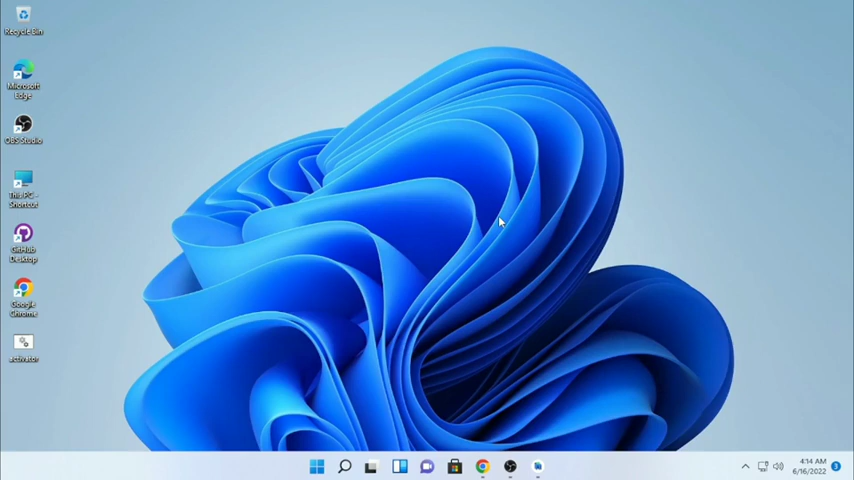 Recycle Bin
Microsoft
Edge
OBS Studio
This PC -
Shortcut
GitHub
Desktop
Google
Chrome
activator
4:14 AM
6/16/2022
3